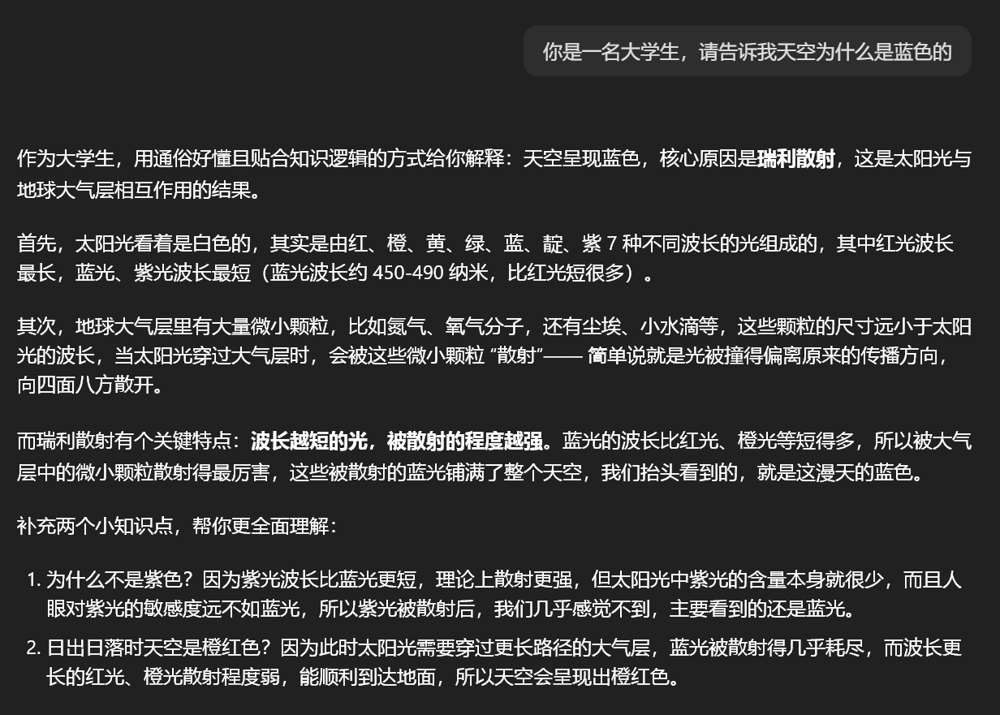 你是一名大学生，请告诉我天空为什么是蓝色的
作为大学生，用通俗好懂且贴合知识逻辑的方式给你解释：天空呈现蓝色，核心原因是瑞利散射，这是太阳光与
地球大气层相互作用的结果。
首先，太阳光看着是白色的，其实是由红、橙、黄、绿、蓝、靛、紫 7 种不同波长的光组成的，其中红光波长
最长，蓝光、紫光波长最短（蓝光波长约 450-490 纳米，比红光短很多）。
其次，地球大气层里有大量微小颗粒，比如氮气、氧气分子，还有尘埃、小水滴等，这些颗粒的尺寸远小于太阳
光的波长，当太阳光穿过大气层时，会被这些微小颗粒 “散射”—— 简单说就是光被撞得偏离原来的传播方向，
向四面八方散开。
而瑞利散射有个关键特点：波长越短的光，被散射的程度越强。蓝光的波长比红光、橙光等短得多，所以被大气
层中的微小颗粒散射得最厉害，这些被散射的蓝光铺满了整个天空，我们抬头看到的，就是这漫天的蓝色。
补充两个小知识点，帮你更全面理解：
1. 为什么不是紫色？因为紫光波长比蓝光更短，理论上散射更强，但太阳光中紫光的含量本身就很少，而且人
眼对紫光的敏感度远不如蓝光，所以紫光被散射后，我们几乎感觉不到，主要看到的还是蓝光。
2. 日出日落时天空是橙红色？因为此时太阳光需要穿过更长路径的大气层，蓝光被散射得几乎耗尽，而波长更
长的红光、橙光散射程度弱，能顺利到达地面，所以天空会呈现出橙红色。